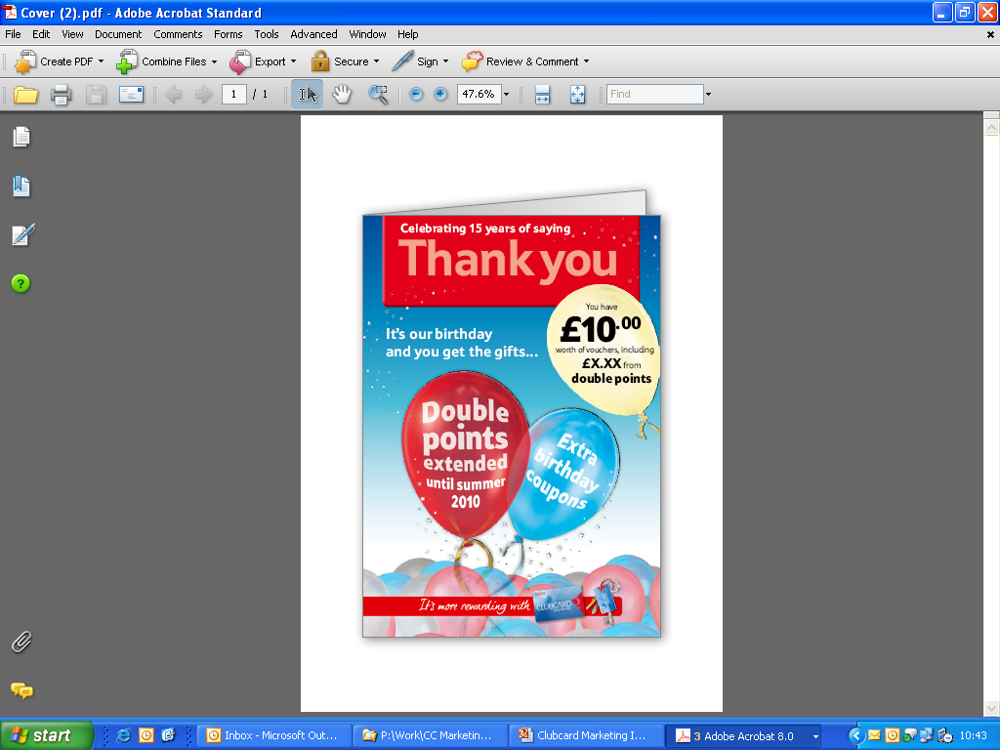 Cover (2).pdf - Adobe Acrobat Standard
File Edit View Document Comments Forms Tools Advanced Window Help
Create PDF Combine Files Export Secure Sign Review & Comment
1 / 1 47.6% Find
Celebrating 15 years of saying
Thank you
You have
£10.00
worth of vouchers, including
£X.XX from
double points
It's our birthday
and you get the gifts...
Double
points
extended
until summer
2010
Extra
birthday
coupons
It's more rewarding with
CLUBCARD
start Inbox - Microsoft Out... P:\Work\CC Marketin... Clubcard Marketing I... 3 Adobe Acrobat 8.0 10:43